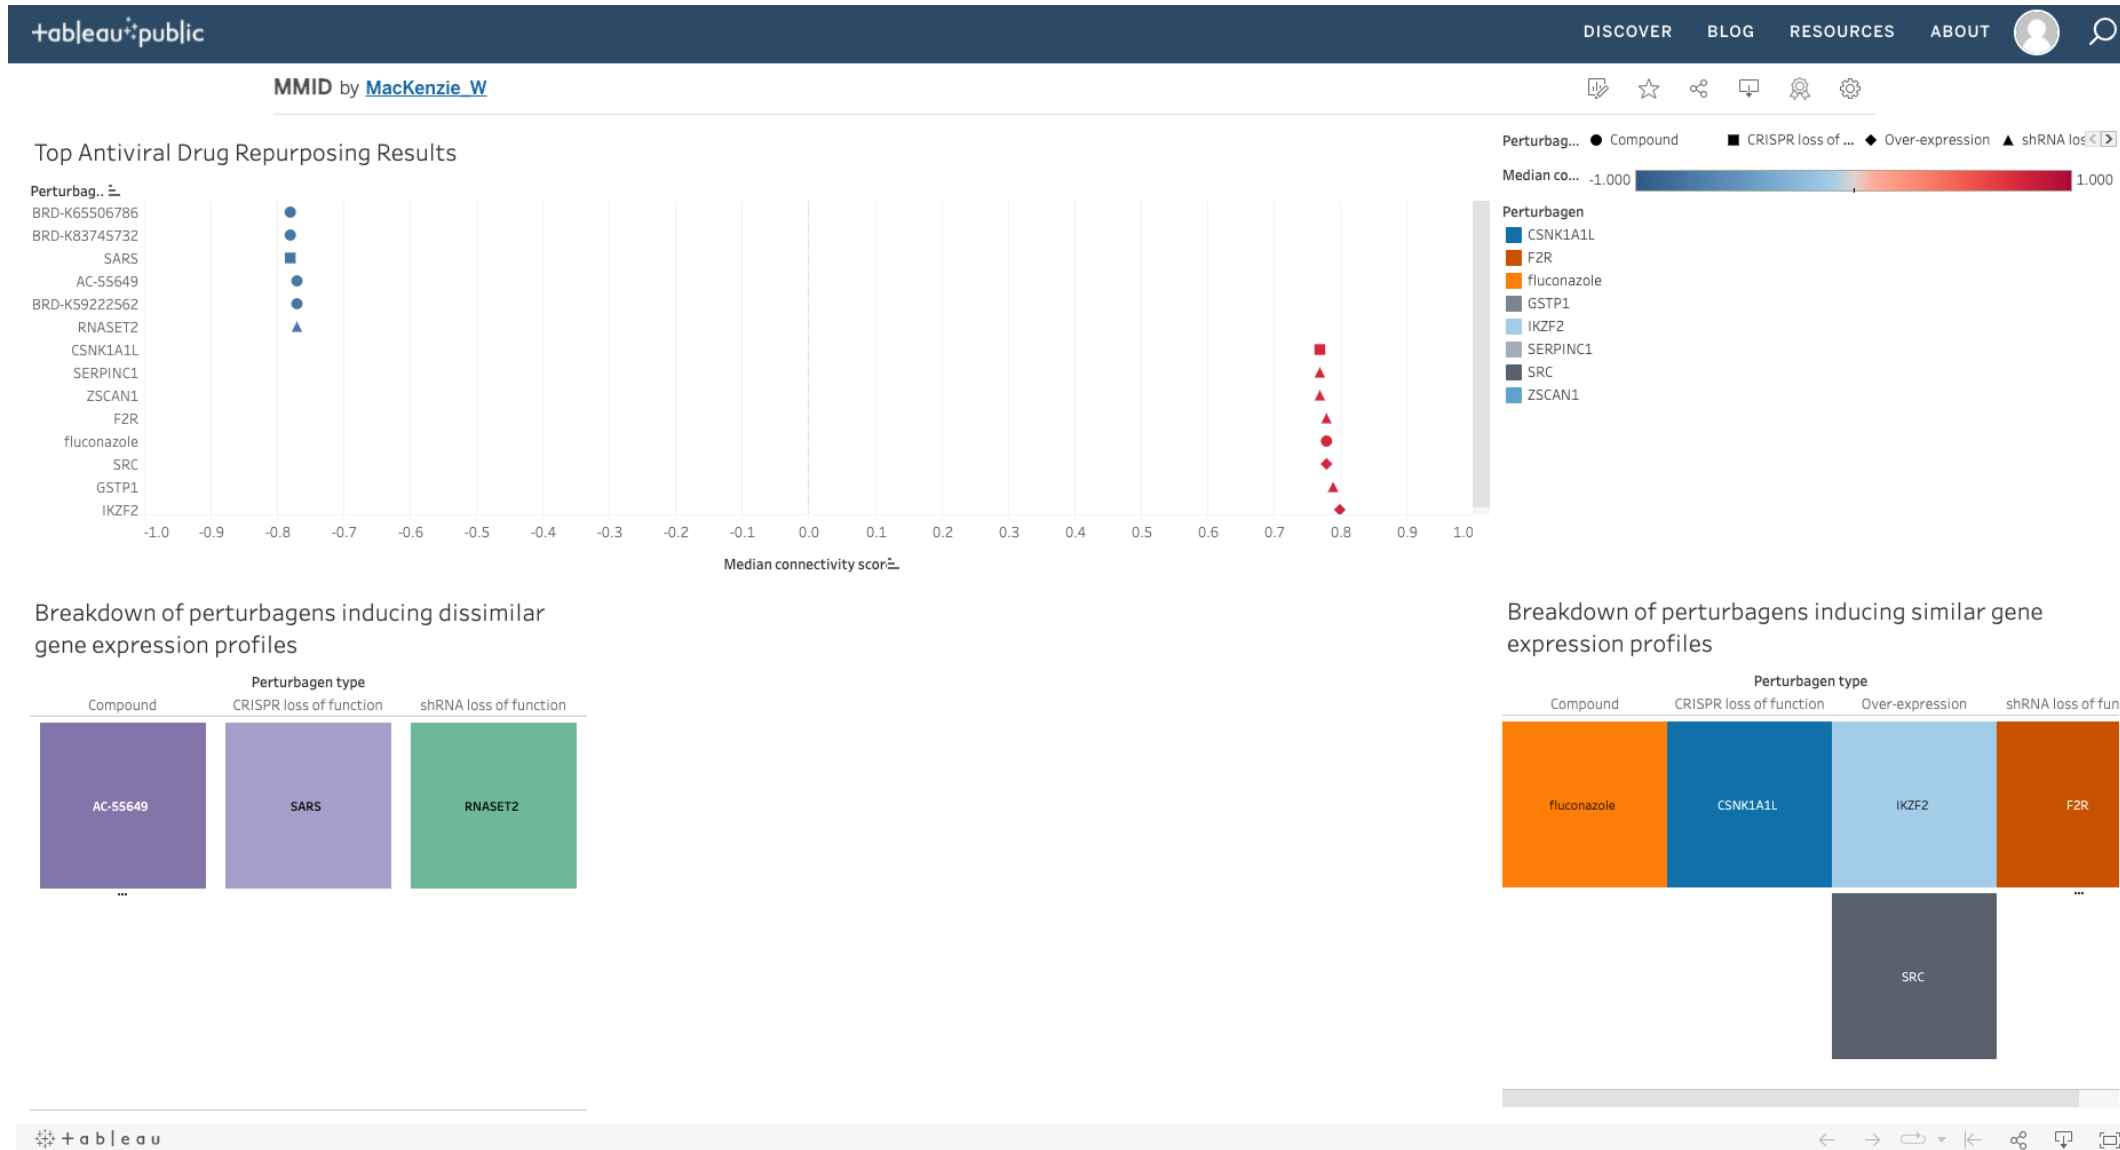 +ableau public
DISCOVER BLOG RESOURCES ABOUT
MMID by MacKenzie_W
Top Antiviral Drug Repurposing Results
Perturbag..
BRD-K65506786
BRD-K83745732
SARS
AC-55649
BRD-K59222562
RNASET2
CSNK1A1L
SERPINC1
ZSCAN1
F2R
fluconazole
SRC
GSTP1
IKZF2
-1.0 -0.9 -0.8 -0.7 -0.6 -0.5 -0.4 -0.3 -0.2 -0.1 0.0 0.1 0.2 0.3 0.4 0.5 0.6 0.7 0.8 0.9 1.0
Median connectivity scor
Perturbag... Compound CRISPR loss of ... Over-expression shRNA los
Median co... -1.000 1.000
Perturbagen
CSNK1A1L
F2R
fluconazole
GSTP1
IKZF2
SERPINC1
SRC
ZSCAN1
Breakdown of perturbagens inducing dissimilar
gene expression profiles
Perturbagen type
Compound CRISPR loss of function shRNA loss of function
AC-55649 SARS RNASET2
...
Breakdown of perturbagens inducing similar gene
expression profiles
Perturbagen type
Compound CRISPR loss of function Over-expression shRNA loss of fun
fluconazole CSNK1A1L IKZF2 F2R
...
SRC
+ableau